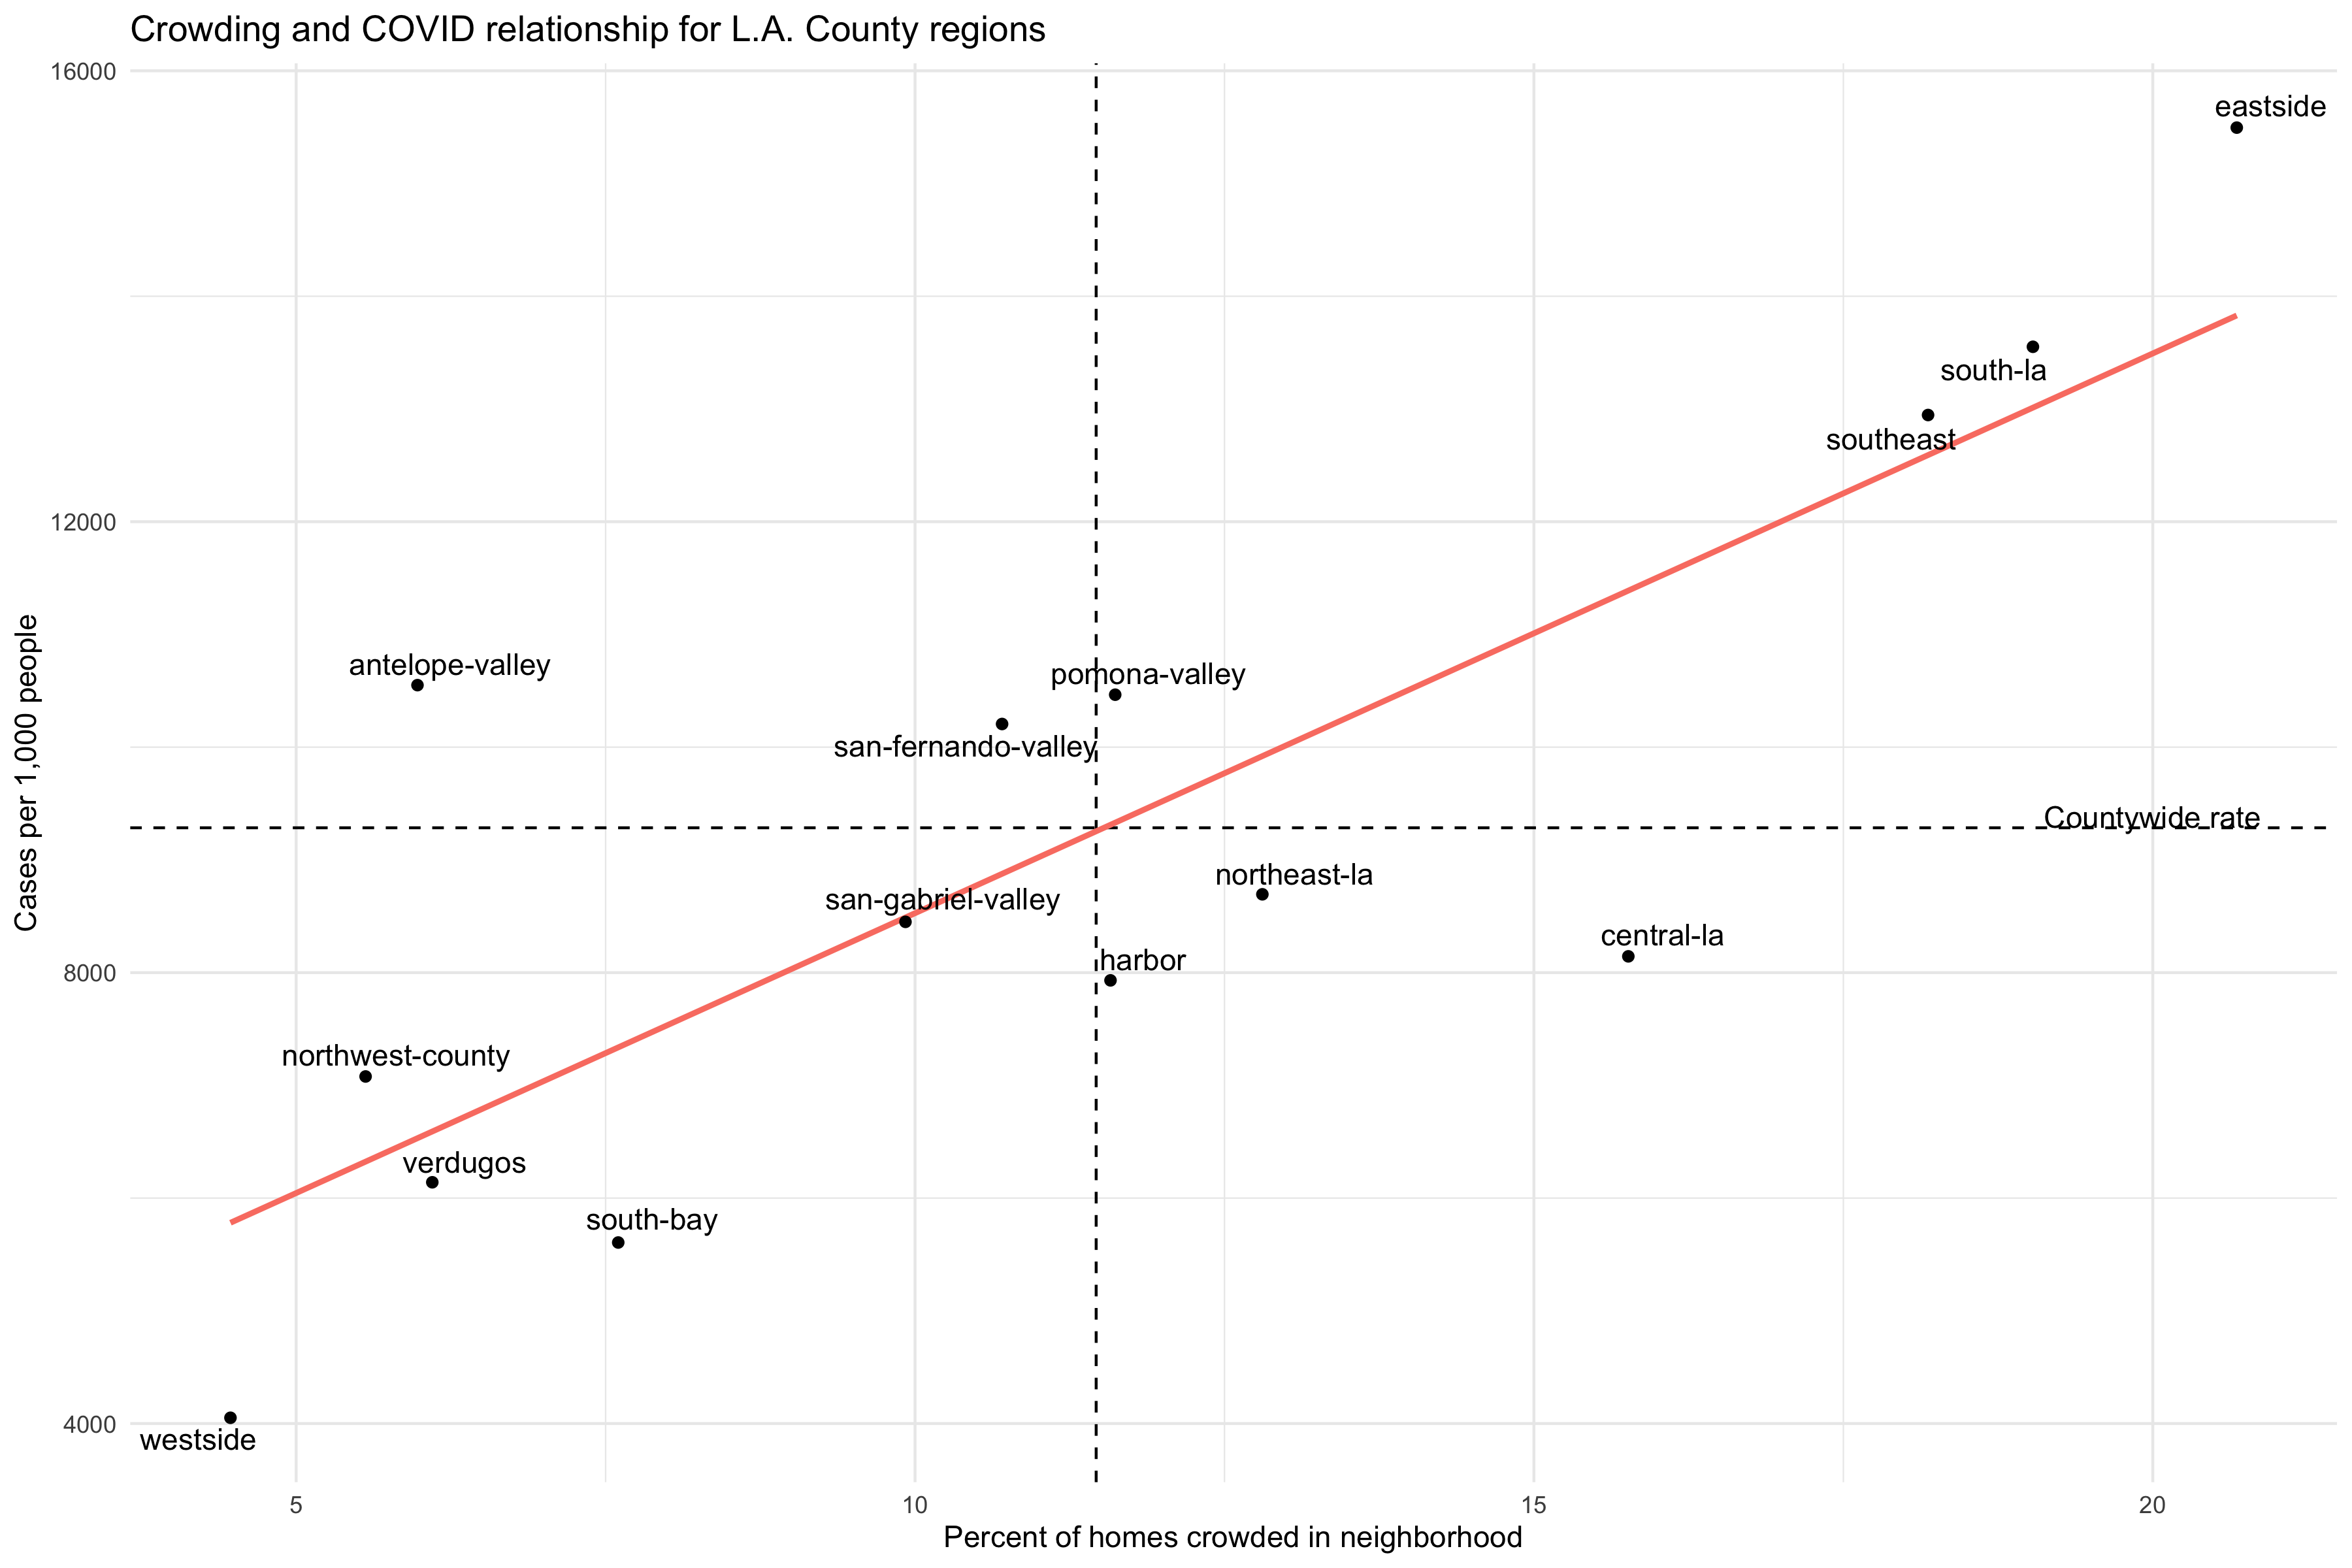 Crowding and COVID relationship for L.A. County regions
16000
eastside
south-la
southeast
12000
antelope-valley
pomona-valley
san-fernando-valley
Countywide rate
northeast-la
san-gabriel-valley
central-la
harbor
8000
northwest-county
verdugos
south-bay
4000
westside
Cases per 1,000 people
5 10 15 20
Percent of homes crowded in neighborhood